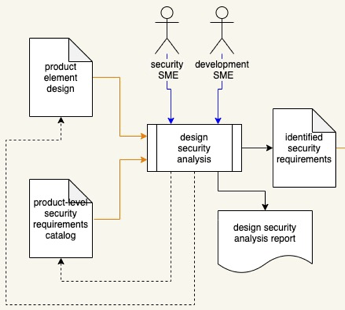 product
element
design
security
SME
development
SME
design
security
analysis
identified
security
requirements
product-level
security
requirements
catalog
design security
analysis report